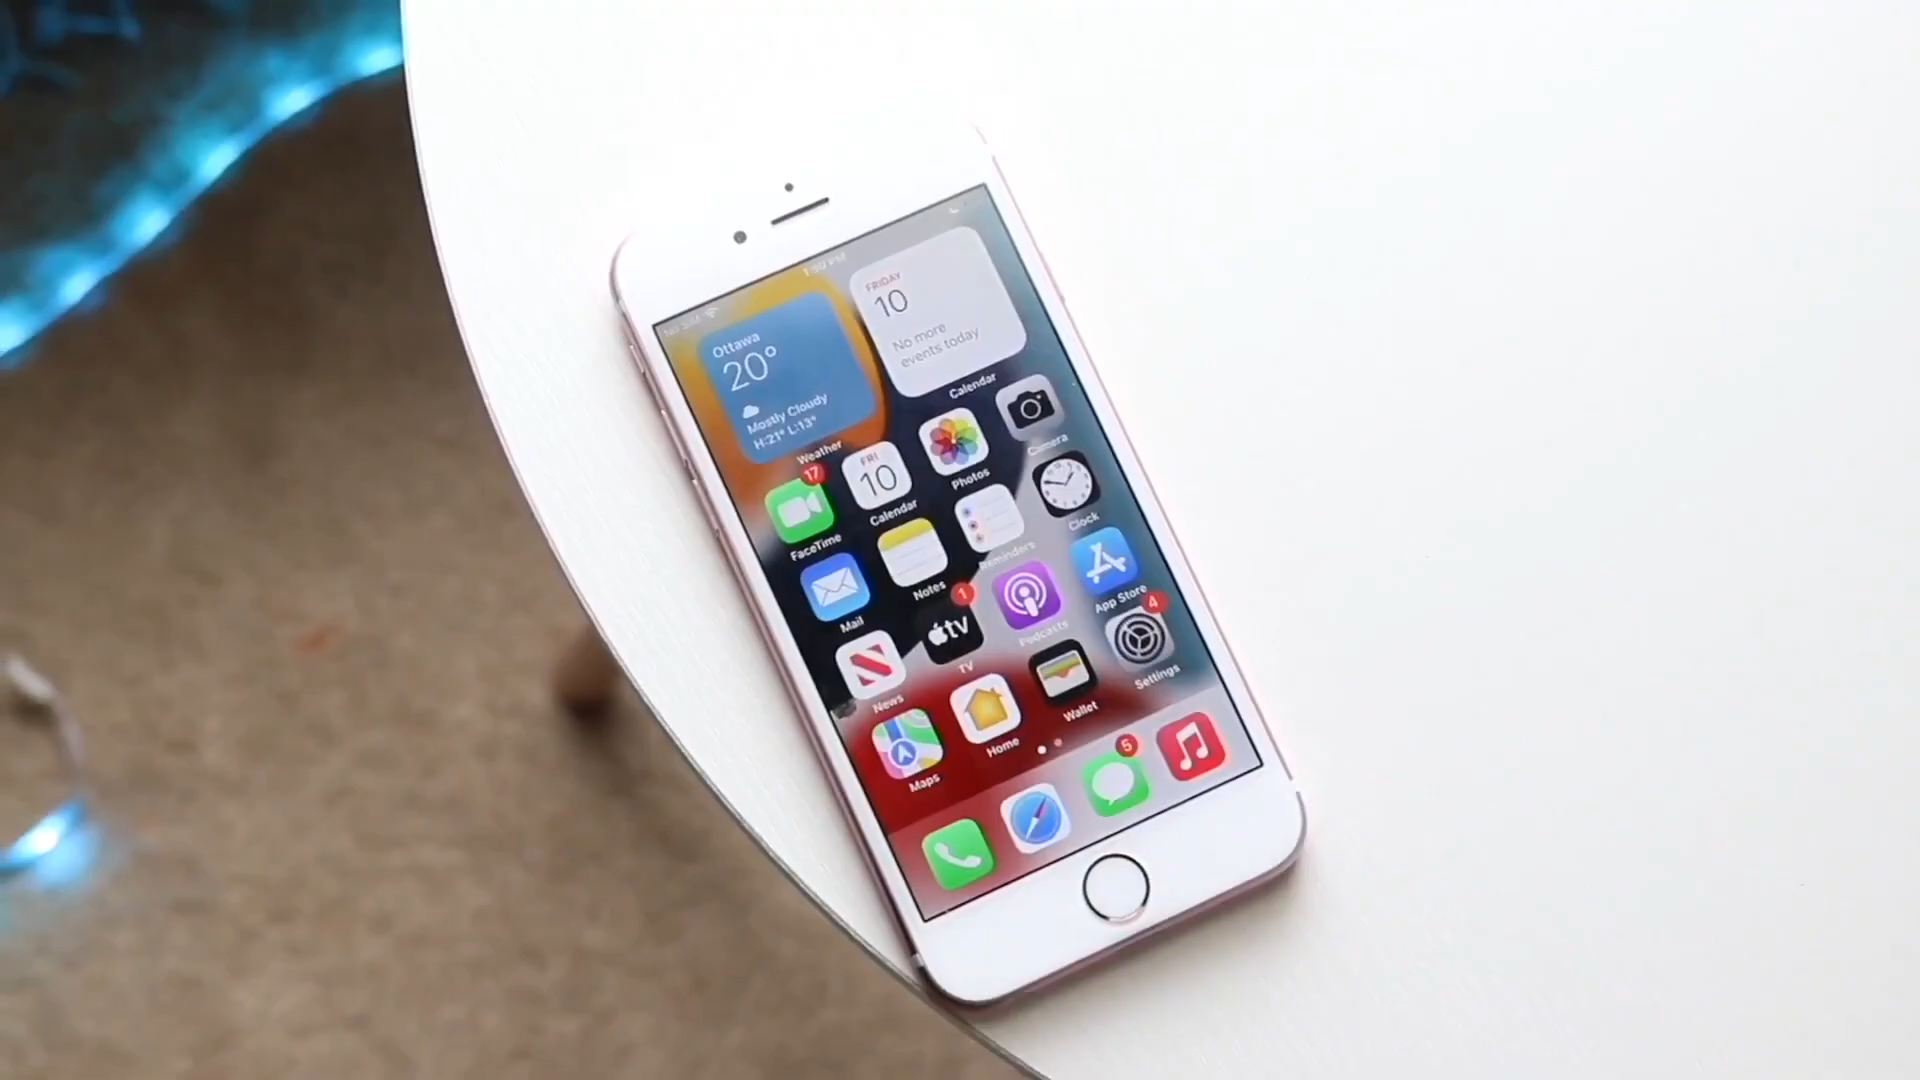 No SIM
Ottawa
20°
Mostly Cloudy
H:21° L:13°
Weather
FRIDAY
10
No more
events today
Calendar
17
FaceTime
FRI
10
Calendar
Photos
Camera
Mail
Notes
Reminders
Clock
News
1
tv
TV
Podcasts
App Store
Maps
Home
Wallet
4
Settings
5